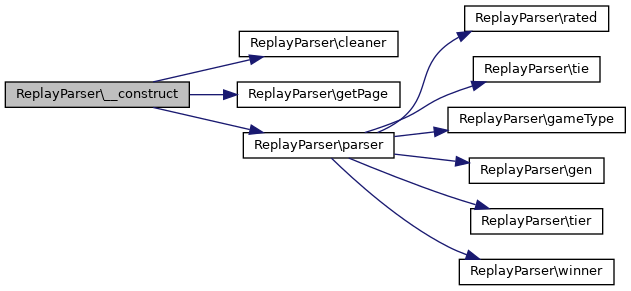 ReplayParser\rated
ReplayParser\cleaner
ReplayParser\tie
ReplayParser\__construct
ReplayParser\getPage
ReplayParser\gameType
ReplayParser\parser
ReplayParser\gen
ReplayParser\tier
ReplayParser\winner